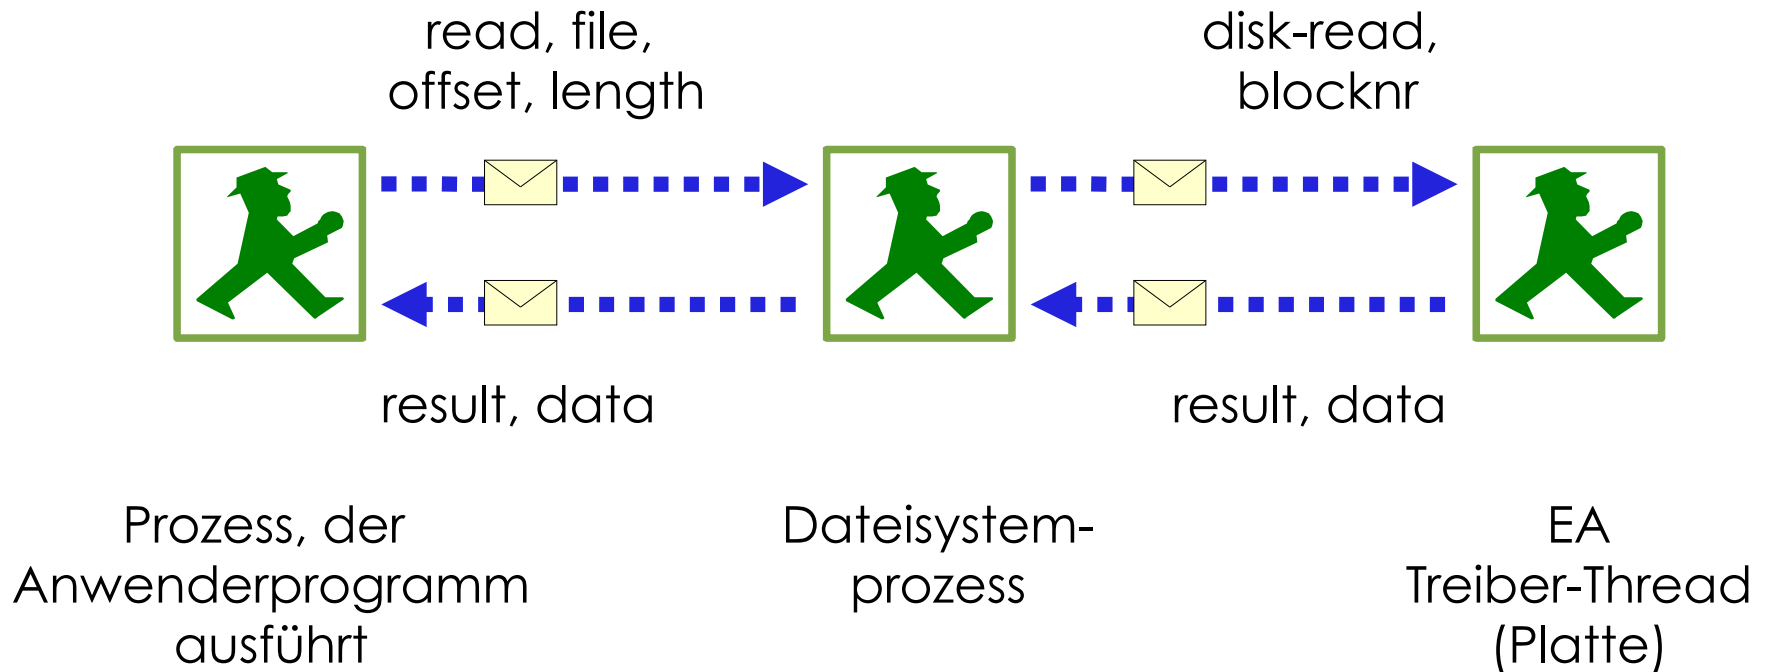 read, file,
offset, length
disk-read,
blocknr
result, data
result, data
Prozess, der
Anwenderprogramm
ausführt
Dateisystem-
prozess
EA
Treiber-Thread
(Platte)